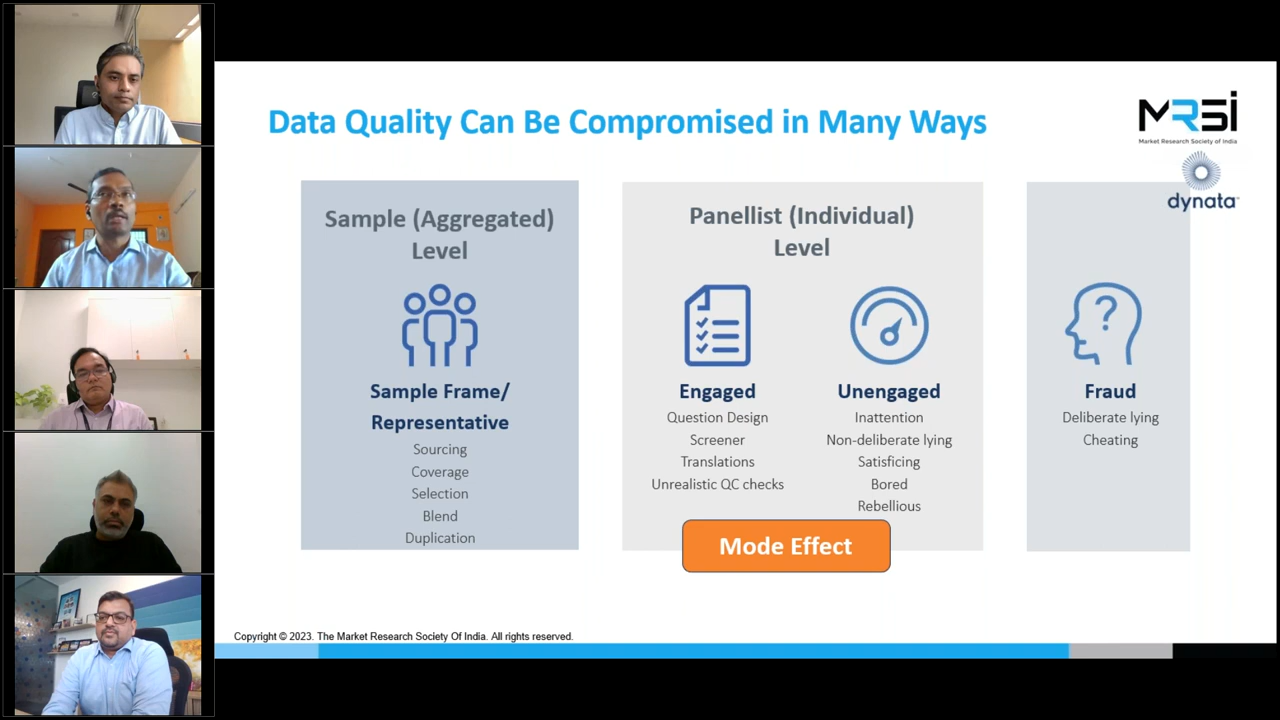 Data Quality Can Be Compromised in Many Ways
MRSI
Market Research Society of India
dynata
Sample (Aggregated)
Level
Sample Frame/
Representative
Sourcing
Coverage
Selection
Blend
Duplication
Panellist (Individual)
Level
Engaged
Question Design
Screener
Translations
Unrealistic QC checks
Unengaged
Inattention
Non-deliberate lying
Satisficing
Bored
Rebellious
Mode Effect
?
Fraud
Deliberate lying
Cheating
Copyright © 2023. The Market Research Society Of India. All rights reserved.